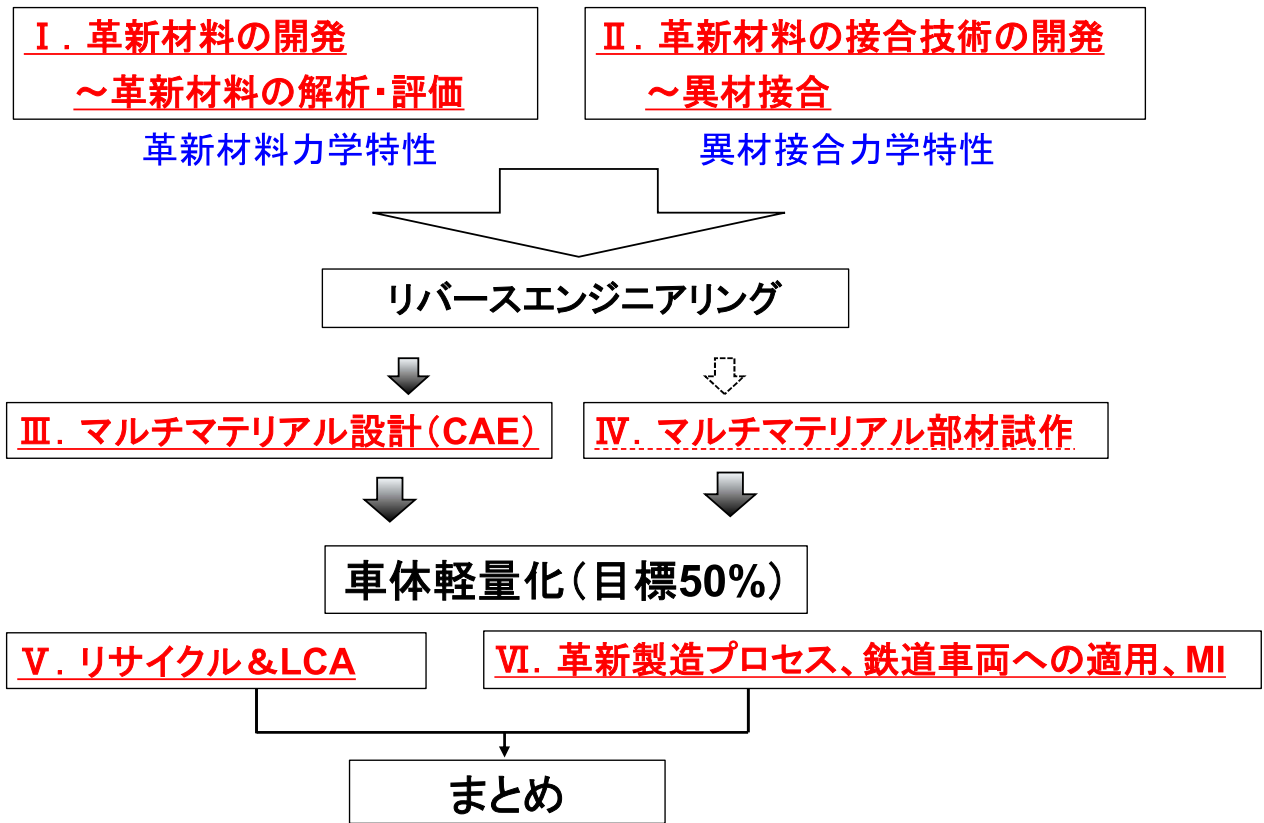 Ⅰ．革新材料の開発
～革新材料の解析・評価
Ⅱ．革新材料の接合技術の開発
～異材接合
革新材料力学特性
異材接合力学特性
リバースエンジニアリング
Ⅲ．マルチマテリアル設計（CAE）
Ⅳ．マルチマテリアル部材試作
車体軽量化（目標50%）
Ⅴ．リサイクル＆LCA
Ⅵ．革新製造プロセス、鉄道車両への適用、MI
まとめ